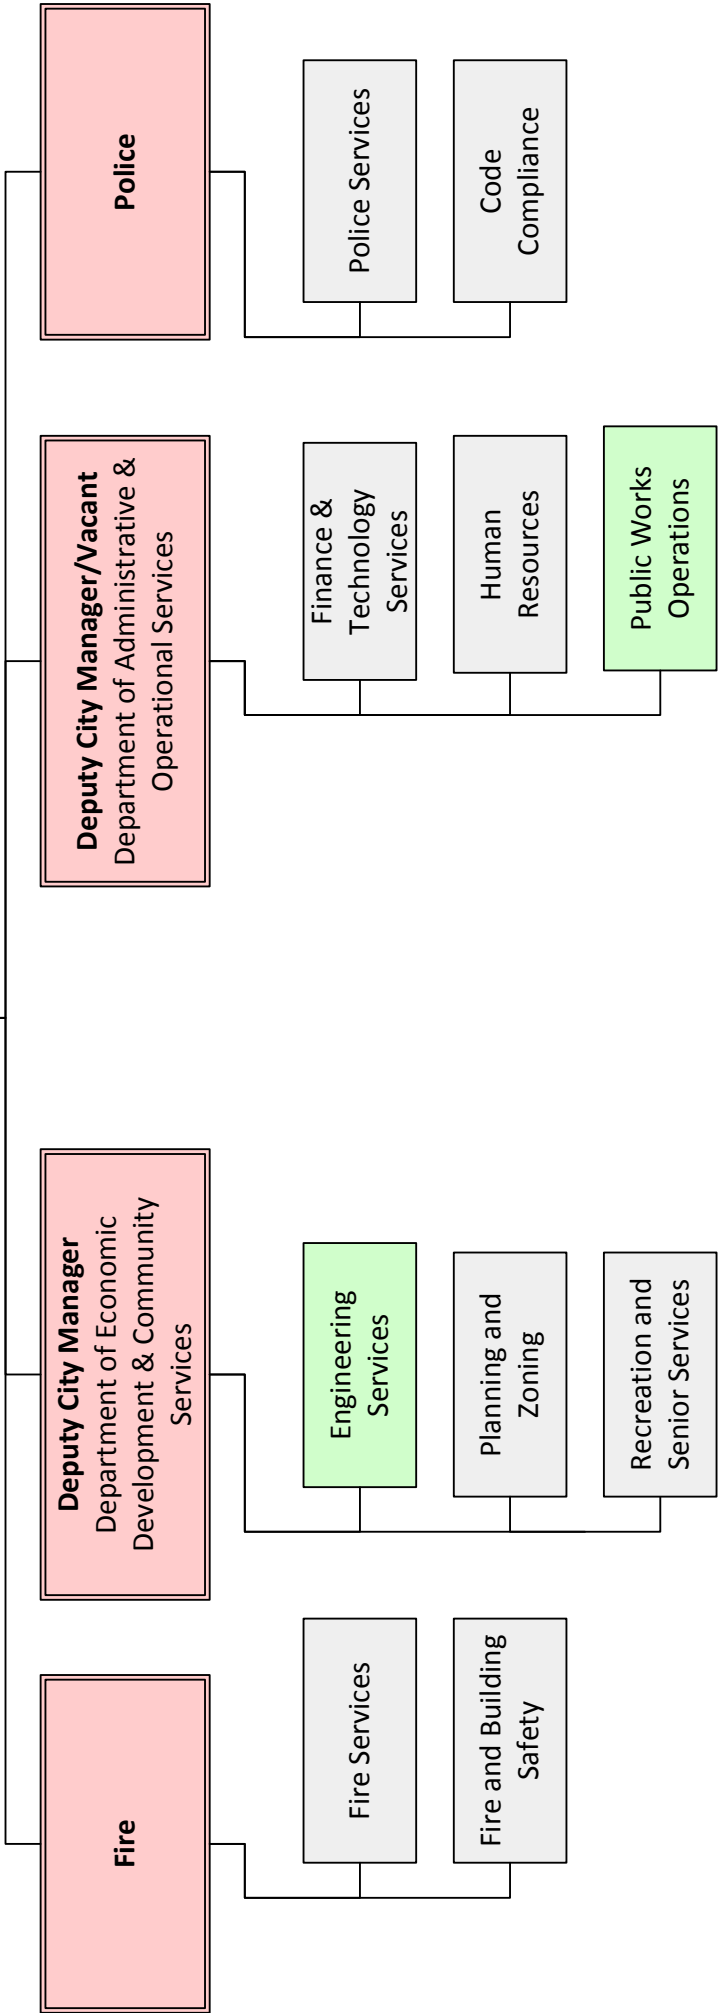 Fire
Fire Services
Fire and Building
Safety
Deputy City Manager
Department of Economic
Development & Community
Services
Engineering
Services
Planning and
Zoning
Recreation and
Senior Services
Deputy City Manager/Vacant
Department of Administrative &
Operational Services
Finance &
Technology
Services
Human
Resources
Public Works
Operations
Police
Police Services
Code
Compliance